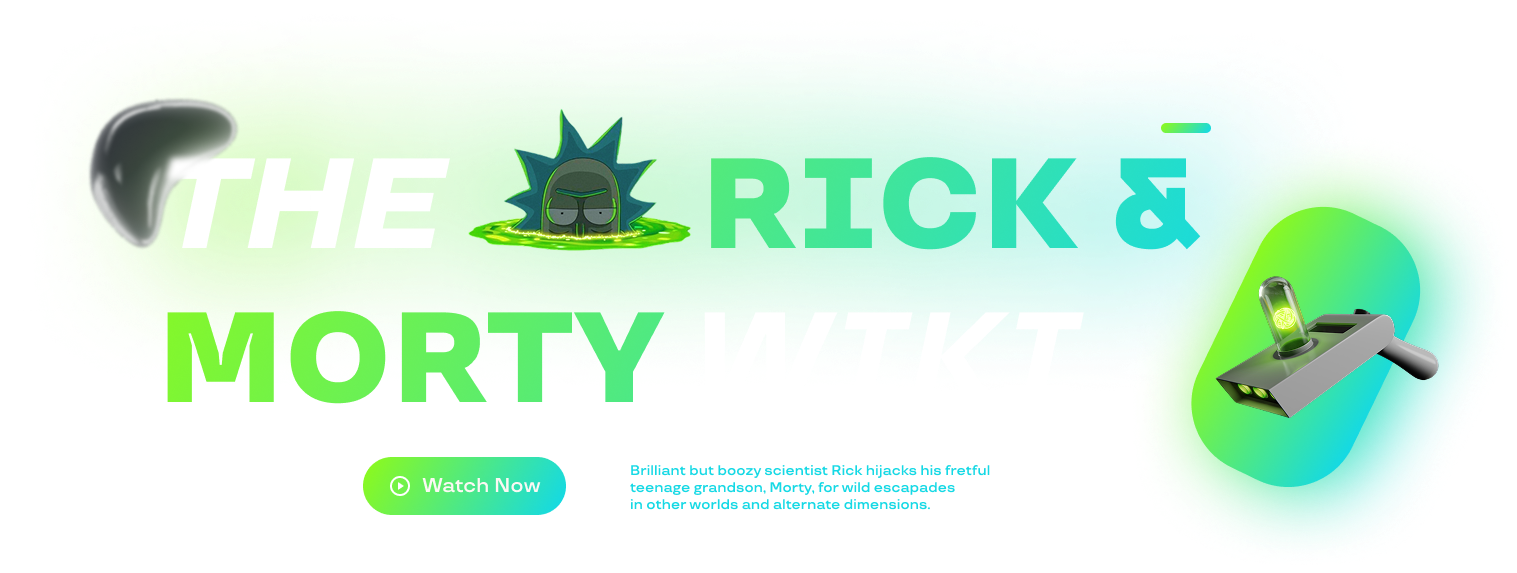 THE RICK &
MORTY WIKI
Watch Now
Brilliant but boozy scientist Rick hijacks his fretful
teenage grandson, Morty, for wild escapades
in other worlds and alternate dimensions.